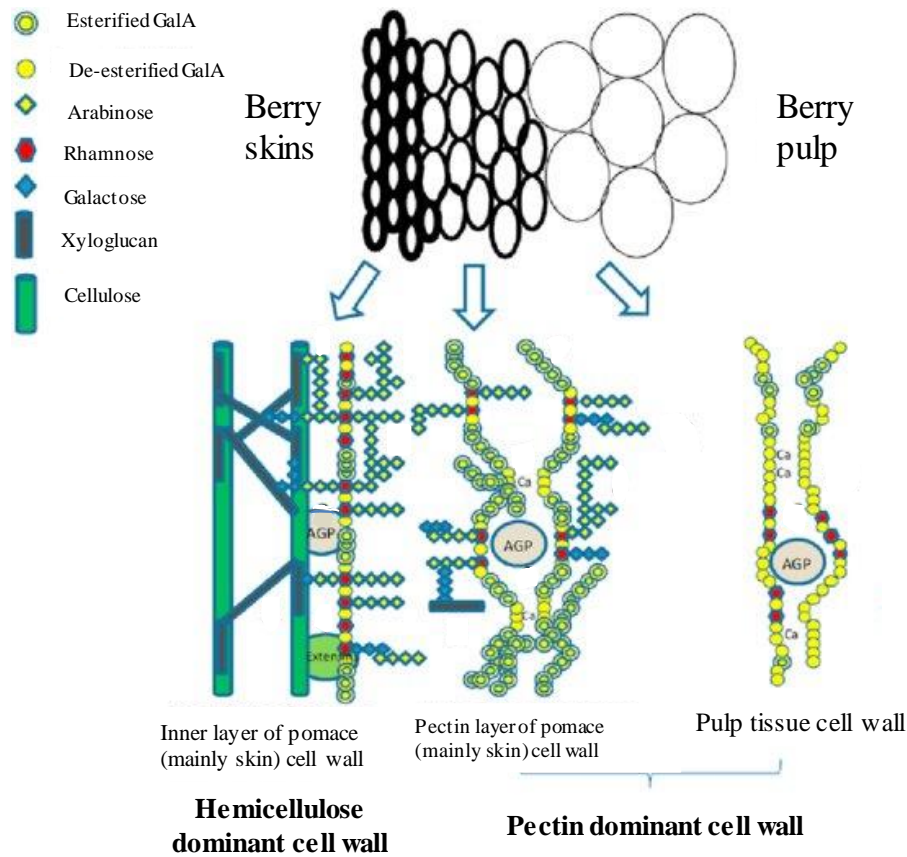 Esterified GalA
De-esterified GalA
Arabinose
Rhamnose
Galactose
Xyloglucan
Cellulose
Berry
skins
Berry
pulp
AGP
Exten
Ca
AGP
Ca
Ca
Ca
AGP
Ca
Inner layer of pomace
(mainly skin) cell wall
Pectin layer of pomace
(mainly skin) cell wall
Pulp tissue cell wall
Hemicellulose
dominant cell wall
Pectin dominant cell wall